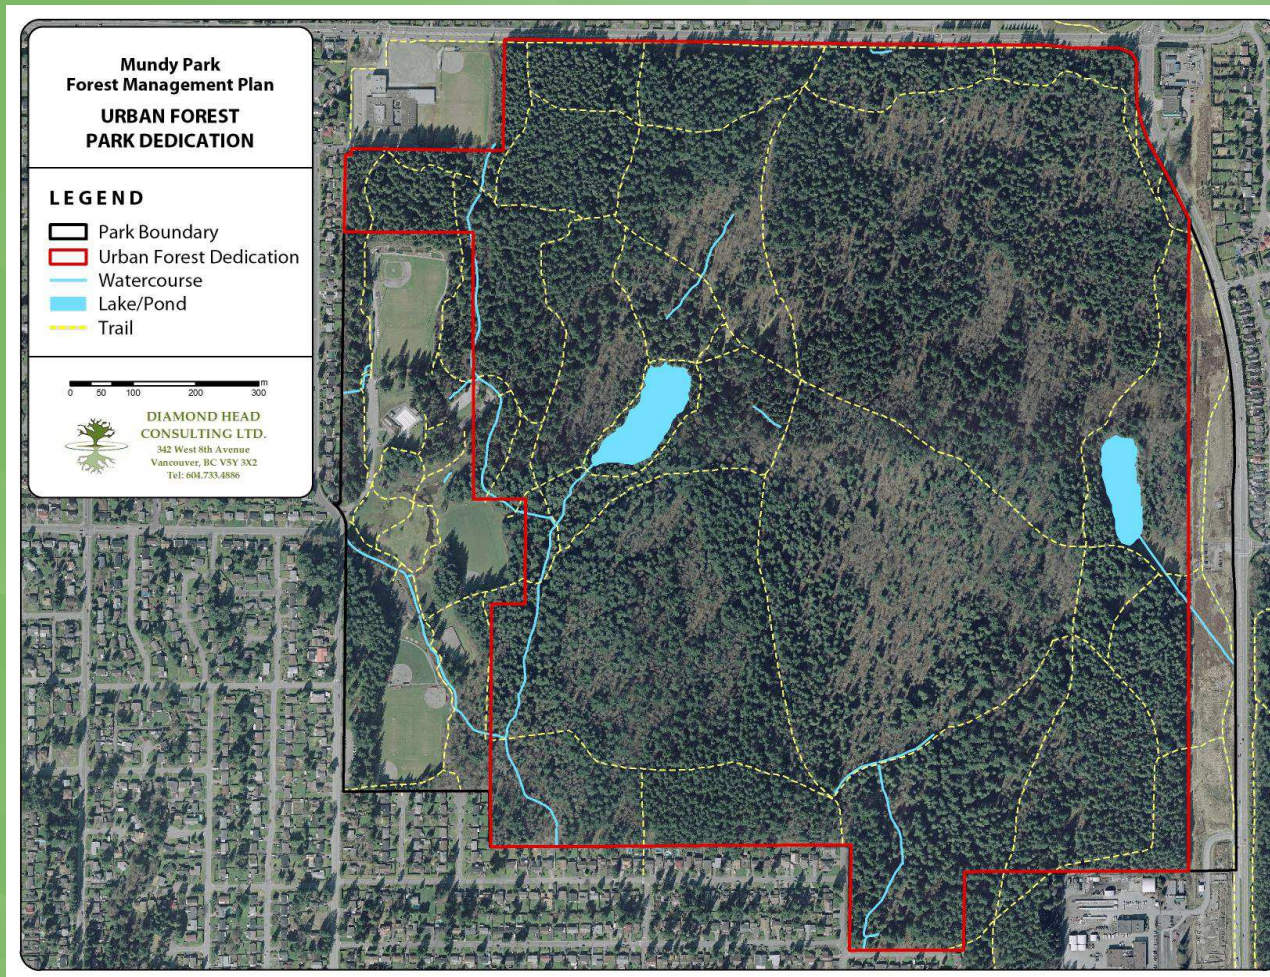 Mundy Park
Forest Management Plan
URBAN FOREST
PARK DEDICATION
LEGEND
Park Boundary
Urban Forest Dedication
Watercourse
Lake/Pond
Trail
m
0 50 100 200 300
DIAMOND HEAD
CONSULTING LTD.
342 West 8th Avenue
Vancouver, BC V5Y 3X2
Tel: 604.733.4886